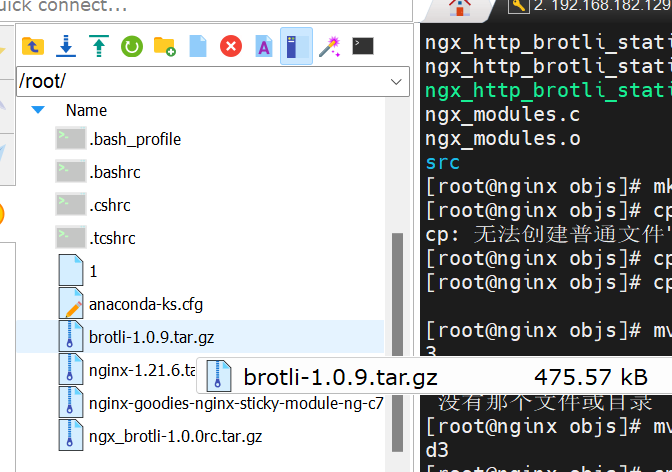 uick connect...
2. 192.168.182.129
/root/
Name
.bash_profile
.bashrc
.cshrc
.tcshrc
1
anaconda-ks.cfg
brotli-1.0.9.tar.gz
nginx-1.21.6.ta
brotli-1.0.9.tar.gz 475.57 kB
nginx-goodies-nginx-sticky-module-ng-c7
ngx_brotli-1.0.0rc.tar.gz
ngx_http_brotli_stati
ngx_http_brotli_stati
ngx_http_brotli_stati
ngx_modules.c
ngx_modules.o
src
[root@nginx objs]# mk
[root@nginx objs]# cp
cp: 无法创建普通文件"
[root@nginx objs]# cp
[root@nginx objs]# cp
[root@nginx objs]# mv
3
没有那个文件或目录
[root@nginx objs]# mv
d3